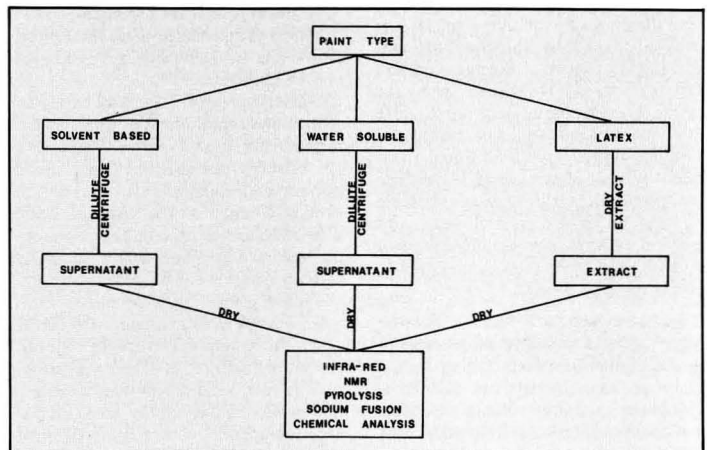 PAINT TYPE
SOLVENT BASED
WATER SOLUBLE
LATEX
DILUTE
CENTRIFUGE
DILUTE
CENTRIFUGE
DRY
EXTRACT
SUPERNATANT
SUPERNATANT
EXTRACT
DRY
DRY
DRY
INFRA-RED
NMR
PYROLYSIS
SODIUM FUSION
CHEMICAL ANALYSIS